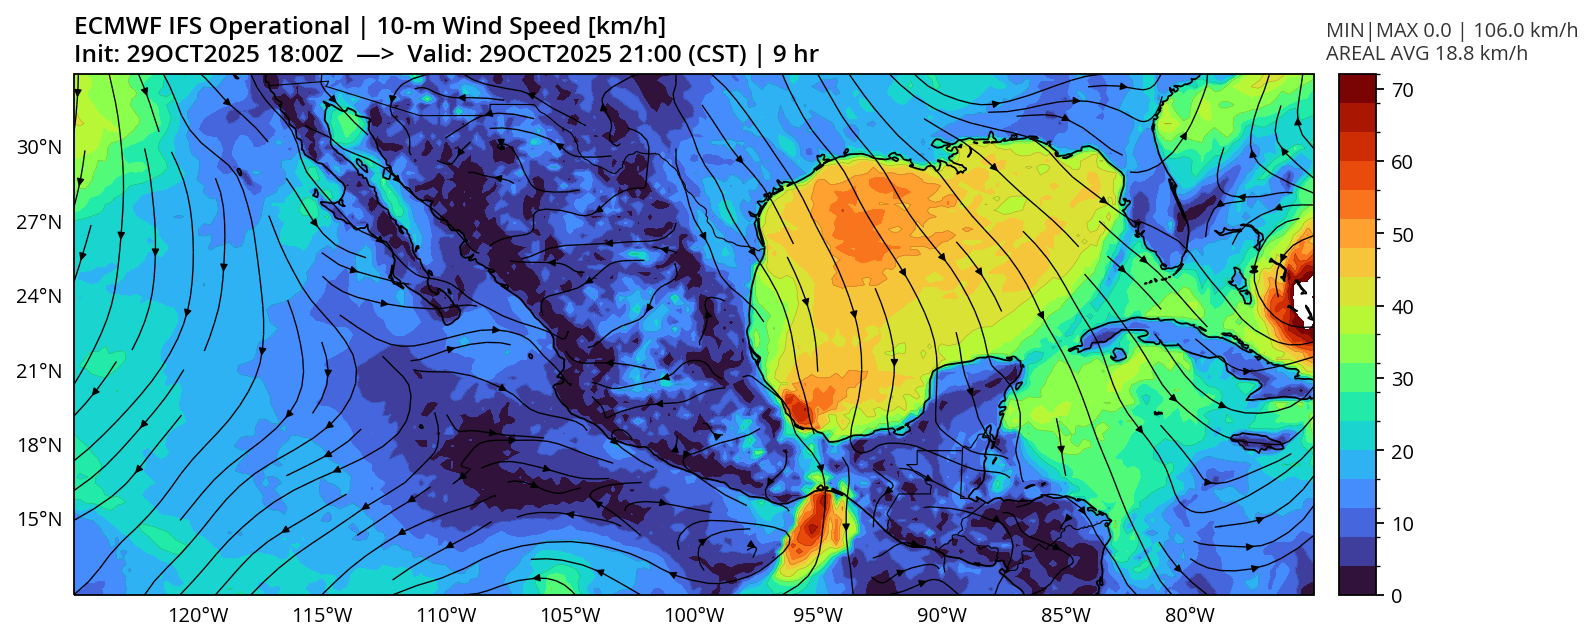 ECMWF IFS Operational | 10-m Wind Speed [km/h]
Init: 29OCT2025 18:00Z —> Valid: 29OCT2025 21:00 (CST) | 9 hr
MIN|MAX 0.0 | 106.0 km/h
AREAL AVG 18.8 km/h
30°N
27°N
24°N
21°N
18°N
15°N
120°W 115°W 110°W 105°W 100°W 95°W 90°W 85°W 80°W
70
60
50
40
30
20
10
0